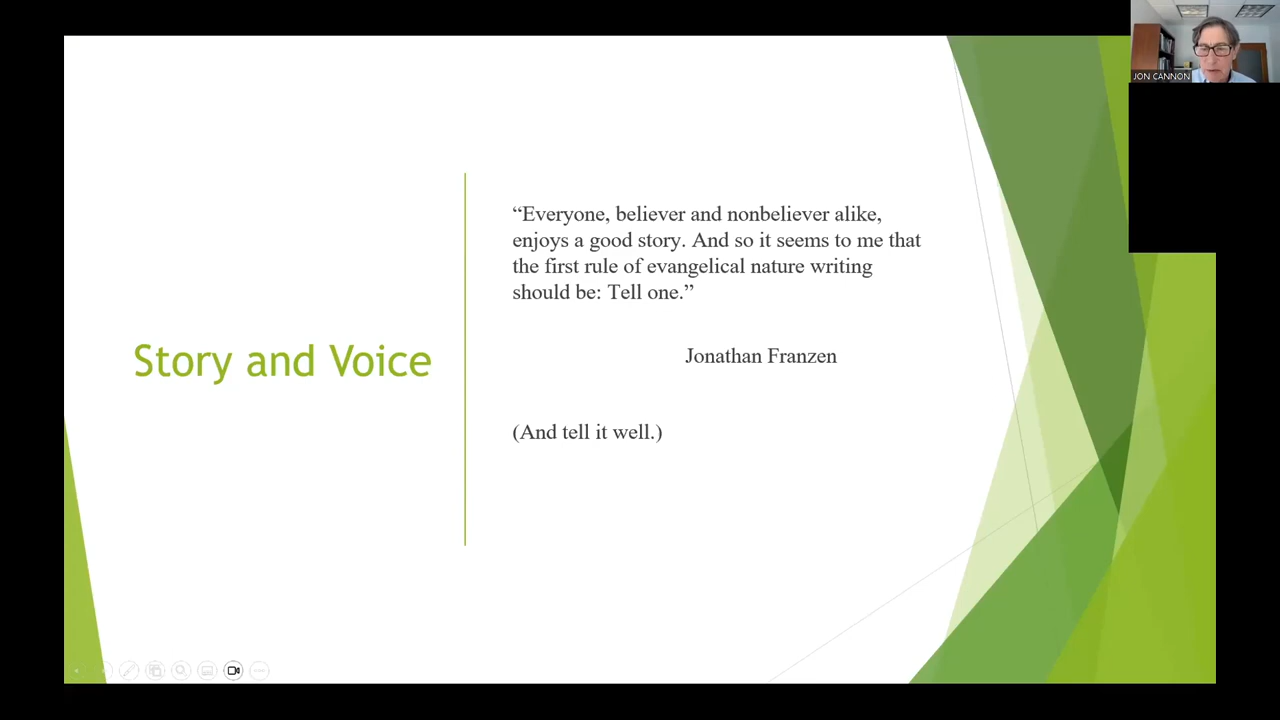 JON CANNON
Story and Voice
“Everyone, believer and nonbeliever alike,
enjoys a good story. And so it seems to me that
the first rule of evangelical nature writing
should be: Tell one.”
Jonathan Franzen
(And tell it well.)